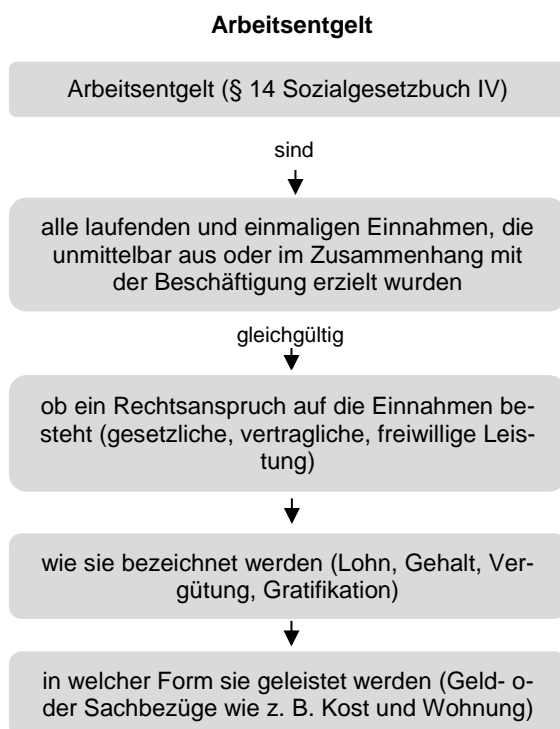 Arbeitsentgelt
Arbeitsentgelt (§ 14 Sozialgesetzbuch IV)
sind
alle laufenden und einmaligen Einnahmen, die
unmittelbar aus oder im Zusammenhang mit
der Beschäftigung erzielt wurden
gleichgültig
ob ein Rechtsanspruch auf die Einnahmen be-
steht (gesetzliche, vertragliche, freiwillige Leis-
tung)
wie sie bezeichnet werden (Lohn, Gehalt, Ver-
gütung, Gratifikation)
in welcher Form sie geleistet werden (Geld- o-
der Sachbezüge wie z. B. Kost und Wohnung)